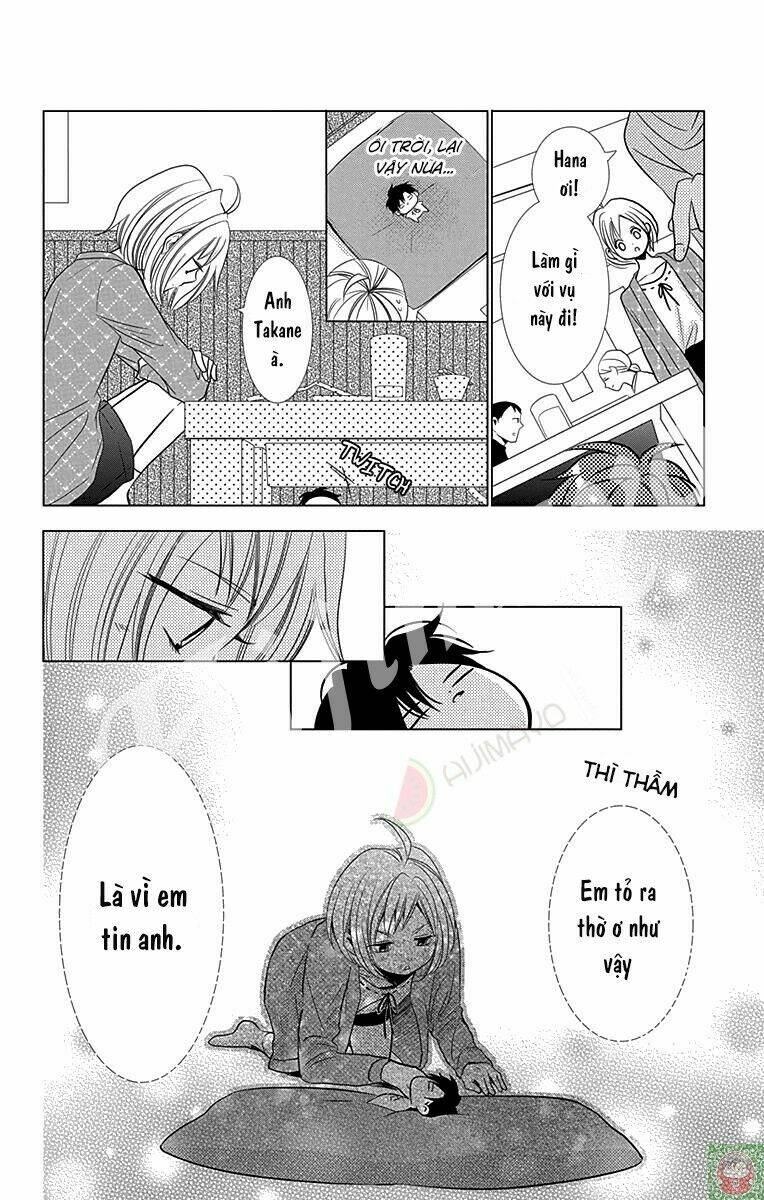 Hana
ơi!
Làm gì
với vụ
này đi!
ÔI TRỜI, LẠI
VẬY NỮA...
Anh
Takane
à.
TWITCH
THÌ THẦM
Em tỏ ra
thờ ơ như
vậy
Là vì em
tin anh.
AUJMAYO